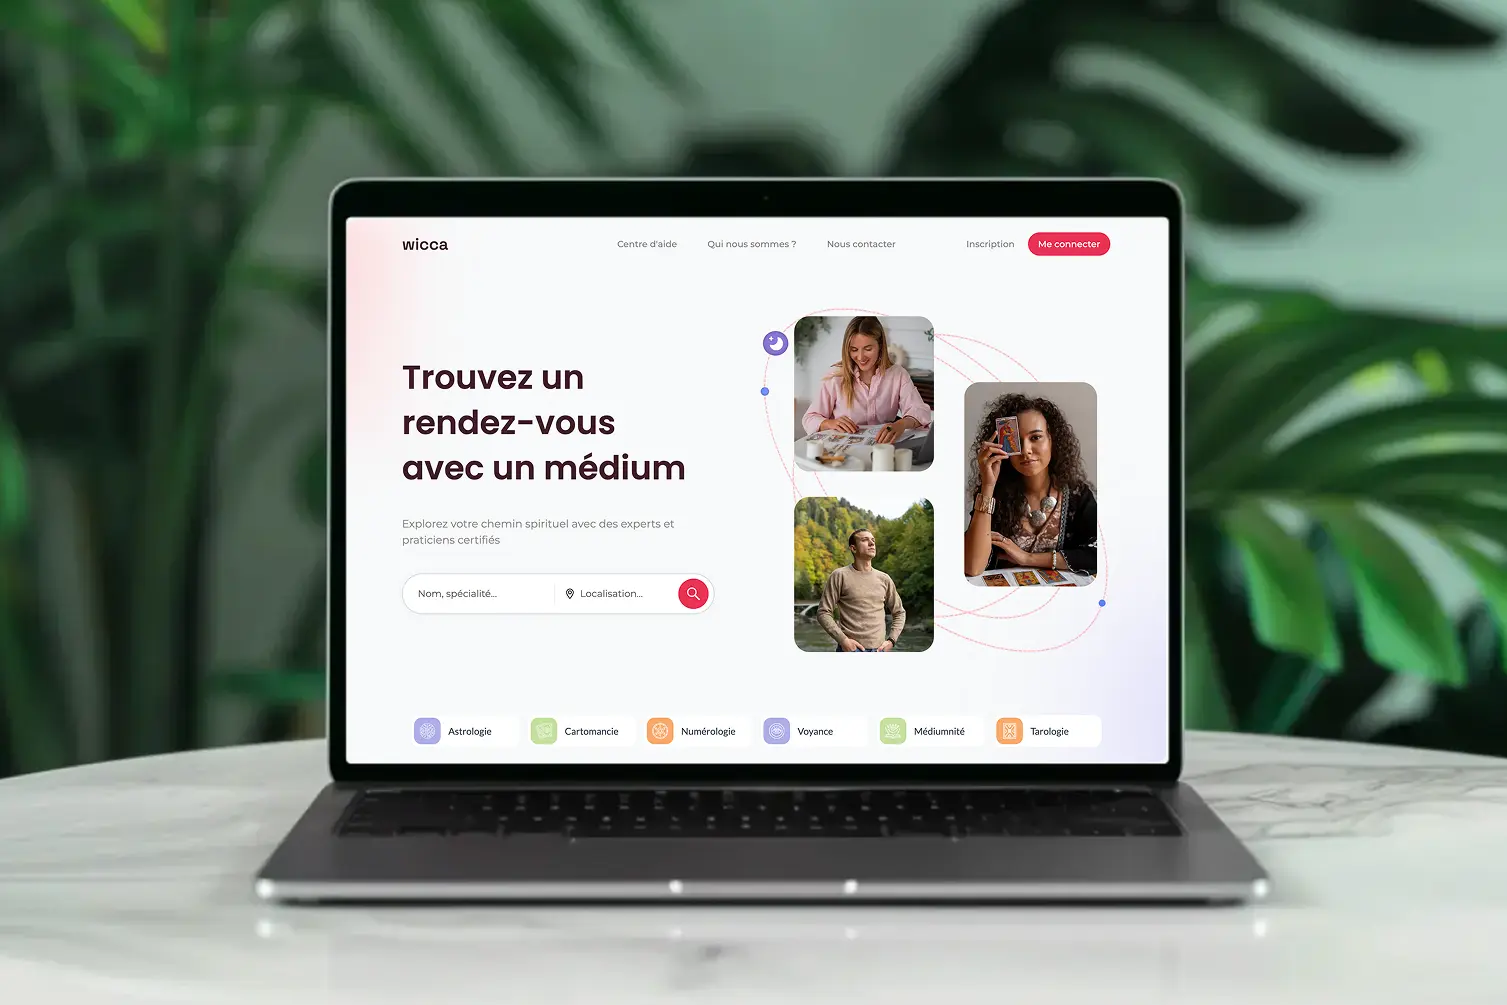 wicca
Centre d'aide
Qui nous sommes ?
Nous contacter
Inscription
Me connecter
Trouvez un
rendez-vous
avec un médium
Explorez votre chemin spirituel avec des experts et
praticiens certifiés
Nom, spécialité...
Localisation...
Astrologie
Cartomancie
Numérologie
Voyance
Médiumnité
Tarologie